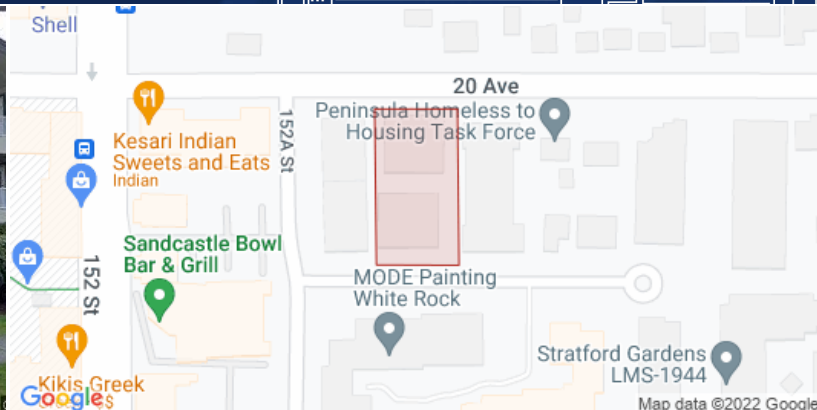 Shell
20 Ave
Peninsula Homeless to
Housing Task Force
152A St
Kesari Indian
Sweets and Eats
Indian
152 St
Sandcastle Bowl
Bar & Grill
MODE Painting
White Rock
Stratford Gardens
LMS-1944
Kikis Greek
Google
Map data ©2022 Google